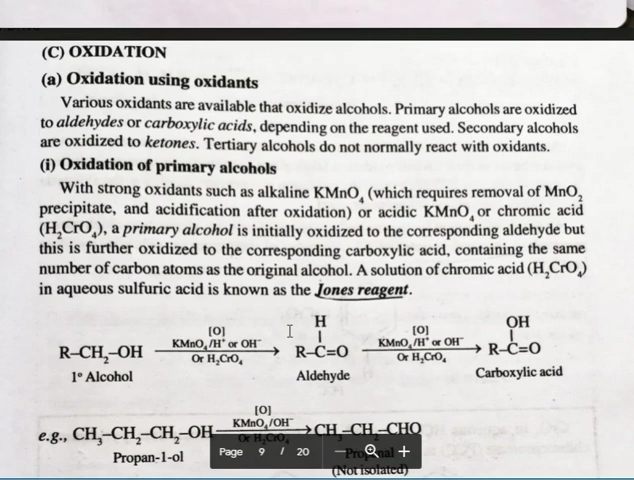 (C) OXIDATION
(a) Oxidation using oxidants
Various oxidants are available that oxidize alcohols. Primary alcohols are oxidized
to aldehydes or carboxylic acids, depending on the reagent used. Secondary alcohols
are oxidized to ketones. Tertiary alcohols do not normally react with oxidants.
(i) Oxidation of primary alcohols
With strong oxidants such as alkaline KMnO₄ (which requires removal of MnO₂
precipitate, and acidification after oxidation) or acidic KMnO₄ or chromic acid
(H₂CrO₄), a primary alcohol is initially oxidized to the corresponding aldehyde but
this is further oxidized to the corresponding carboxylic acid, containing the same
number of carbon atoms as the original alcohol. A solution of chromic acid (H₂CrO₄)
in aqueous sulfuric acid is known as the Jones reagent.
H OH
[O] [O]
KMnO₄/H⁺ or OH⁻ KMnO₄/H⁺ or OH⁻
R–CH₂–OH R–C=O R–C=O
Or H₂CrO₄ Or H₂CrO₄
1° Alcohol Aldehyde Carboxylic acid
[O]
KMnO₄/OH⁻
e.g., CH₃–CH₂–CH₂–OH CH₃–CH₂–CHO
Or H₂CrO₄
Page 9 / 20
Propan-1-ol
(Not isolated)